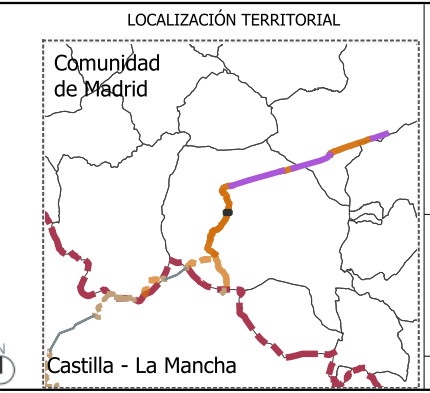 LOCALIZACIÓN TERRITORIAL
Comunidad
de Madrid
Castilla - La Mancha
N